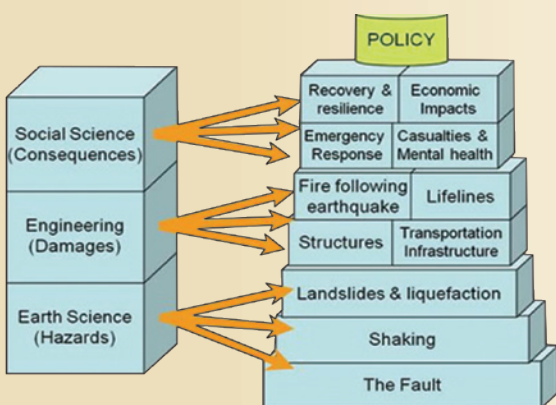 POLICY
Recovery &
resilience
Economic
Impacts
Social Science
(Consequences)
Emergency
Response
Casualties &
Mental health
Fire following
earthquake
Lifelines
Engineering
(Damages)
Structures
Transportation
Infrastructure
Landslides & liquefaction
Earth Science
(Hazards)
Shaking
The Fault